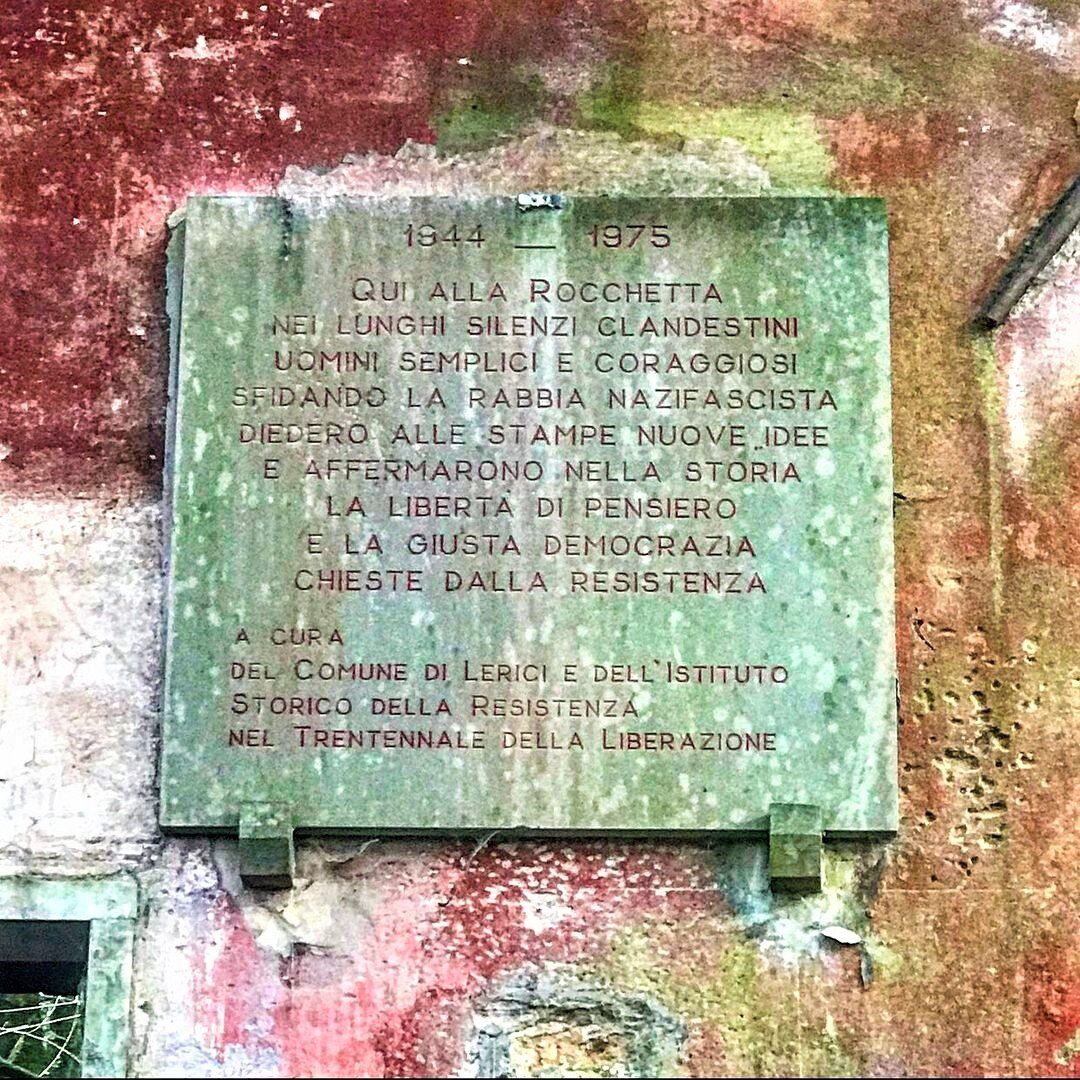 1944 — 1975
QUI ALLA ROCCHETTA
NEI LUNGHI SILENZI CLANDESTINI
UOMINI SEMPLICI E CORAGGIOSI
SFIDANDO LA RABBIA NAZIFASCISTA
DIEDERO ALLE STAMPE NUOVE IDEE
E AFFERMARONO NELLA STORIA
LA LIBERTÀ DI PENSIERO
E LA GIUSTA DEMOCRAZIA
CHIESTE DALLA RESISTENZA
A CURA
DEL COMUNE DI LERICI E DELL'ISTITUTO
STORICO DELLA RESISTENZA
NEL TRENTENNALE DELLA LIBERAZIONE